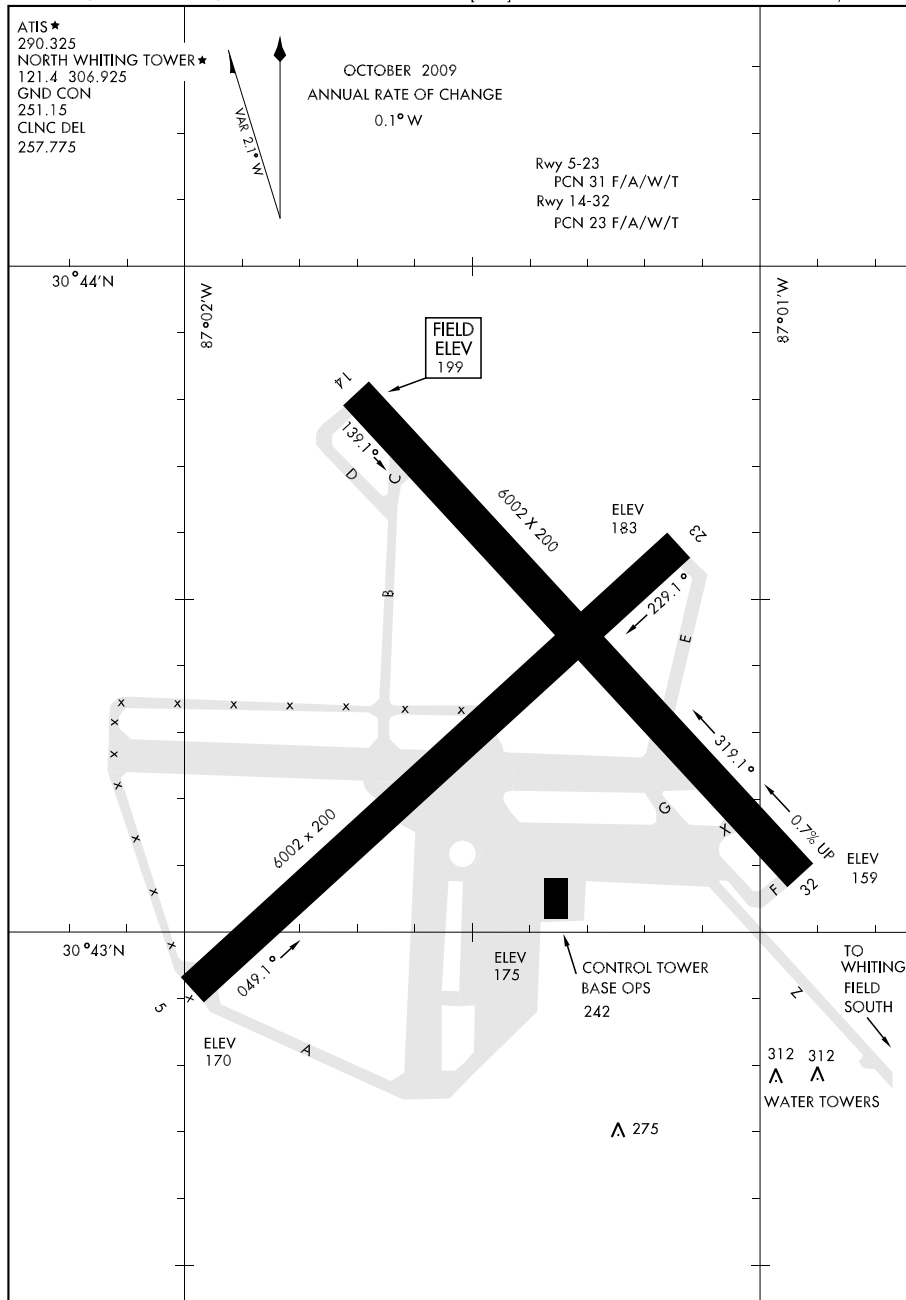 ATIS★
290.325
NORTH WHITING TOWER★
121.4 306.925
GND CON
251.15
CLNC DEL
257.775
VAR 2.1° W
OCTOBER 2009
ANNUAL RATE OF CHANGE
0.1° W
Rwy 5-23
PCN 31 F/A/W/T
Rwy 14-32
PCN 23 F/A/W/T
30°44'N
87°02'W
87°01'W
FIELD
ELEV
199
14
139.1°
D
C
6002 X 200
ELEV
183
23
B
229.1°
E
x x x x x x x
x
x
x
x
x
x
x
319.1°
G
X
0.7% UP
6002 x 200
ELEV
159
F
32
30°43'N
049.1°
5
x
ELEV
175
CONTROL TOWER
BASE OPS
242
TO
WHITING
FIELD
SOUTH
Z
ELEV
170
A
312 312
WATER TOWERS
275